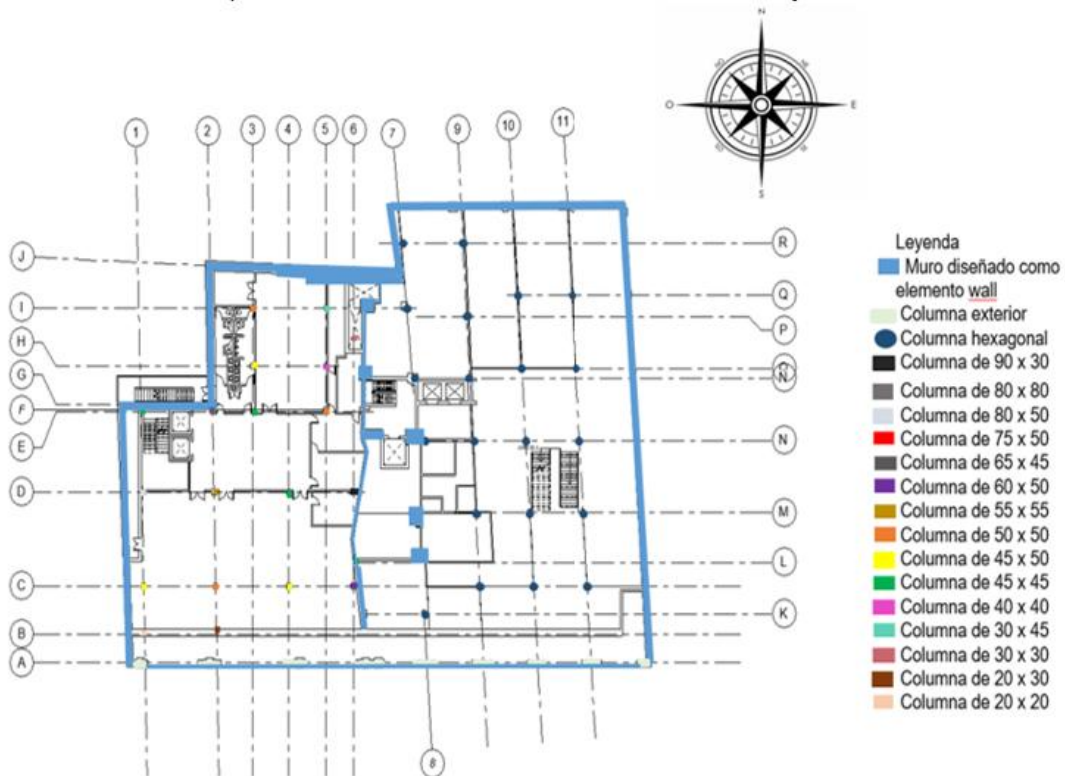 N
O
E
S
1
2
3
4
5
6
7
9
10
11
J
I
H
G
F
E
D
C
B
A
R
Q
P
N
N
M
L
K
8
Leyenda
Muro diseñado como
elemento wall
Columna exterior
Columna hexagonal
Columna de 90 x 30
Columna de 80 x 80
Columna de 80 x 50
Columna de 75 x 50
Columna de 65 x 45
Columna de 60 x 50
Columna de 55 x 55
Columna de 50 x 50
Columna de 45 x 50
Columna de 45 x 45
Columna de 40 x 40
Columna de 30 x 45
Columna de 30 x 30
Columna de 20 x 30
Columna de 20 x 20